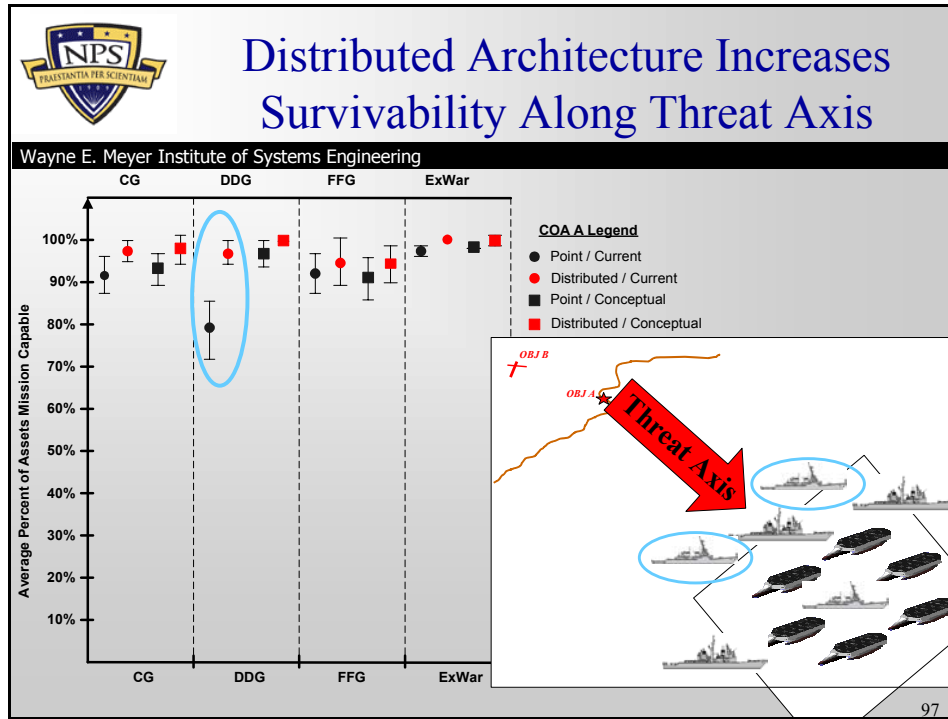 NPS
PRAESTANTIA PER SCIENTIAM
1909
Distributed Architecture Increases
Survivability Along Threat Axis
Wayne E. Meyer Institute of Systems Engineering
CG DDG FFG ExWar
Average Percent of Assets Mission Capable
100%
90%
80%
70%
60%
50%
40%
30%
20%
10%
CG DDG FFG ExWar
COA A Legend
Point / Current
Distributed / Current
Point / Conceptual
Distributed / Conceptual
OBJ B
OBJ A
Threat Axis
97